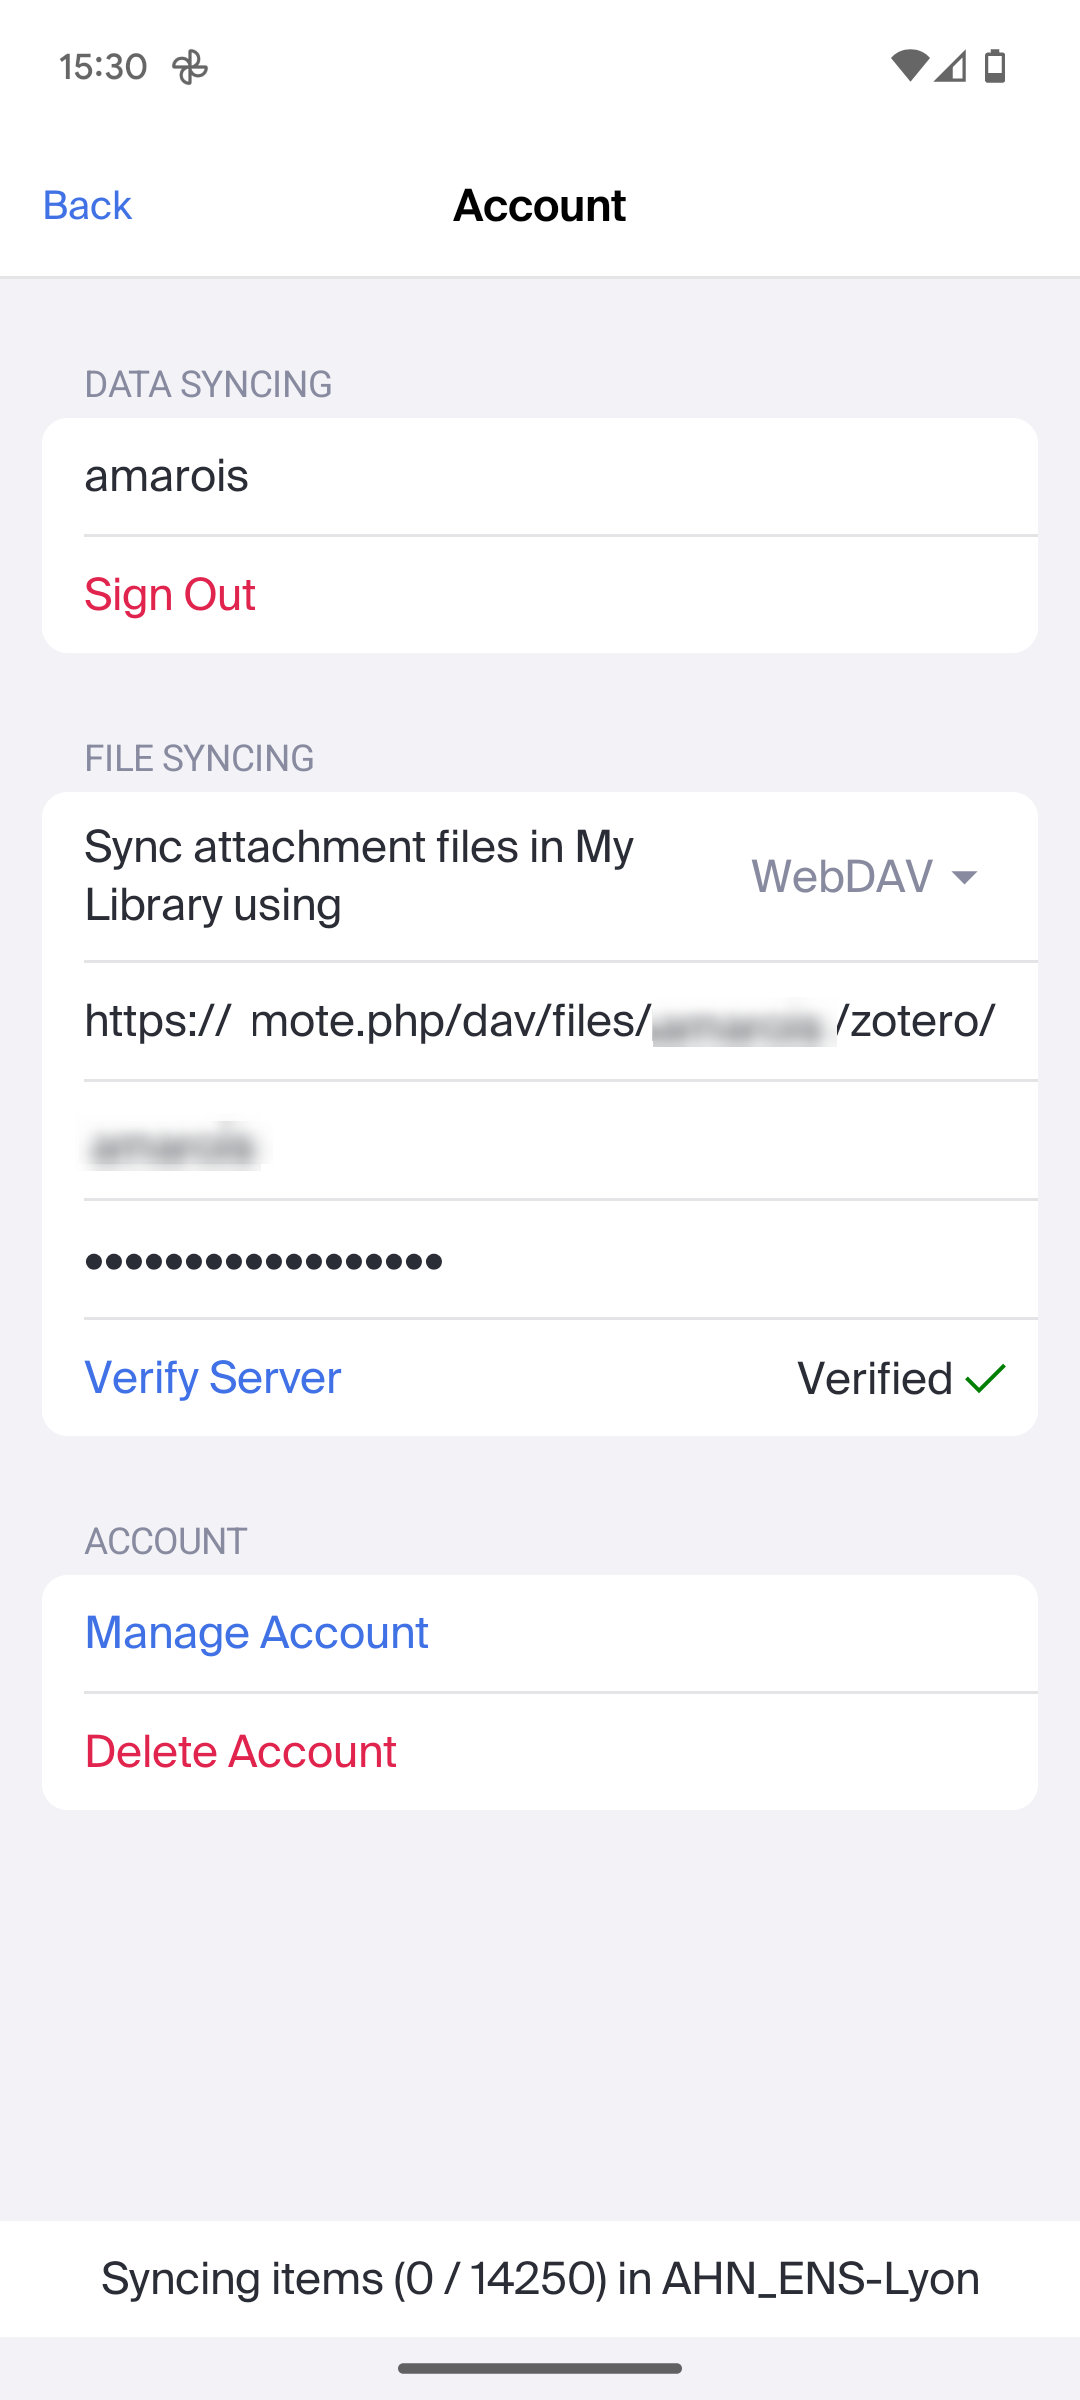 15:30
Back
Account
DATA SYNCING
amarois
Sign Out
FILE SYNCING
Sync attachment files in My
Library using
WebDAV
https:// mote.php/dav/files/ /zotero/
••••••••••••••••••
Verify Server
Verified
ACCOUNT
Manage Account
Delete Account
Syncing items (0 / 14250) in AHN_ENS-Lyon